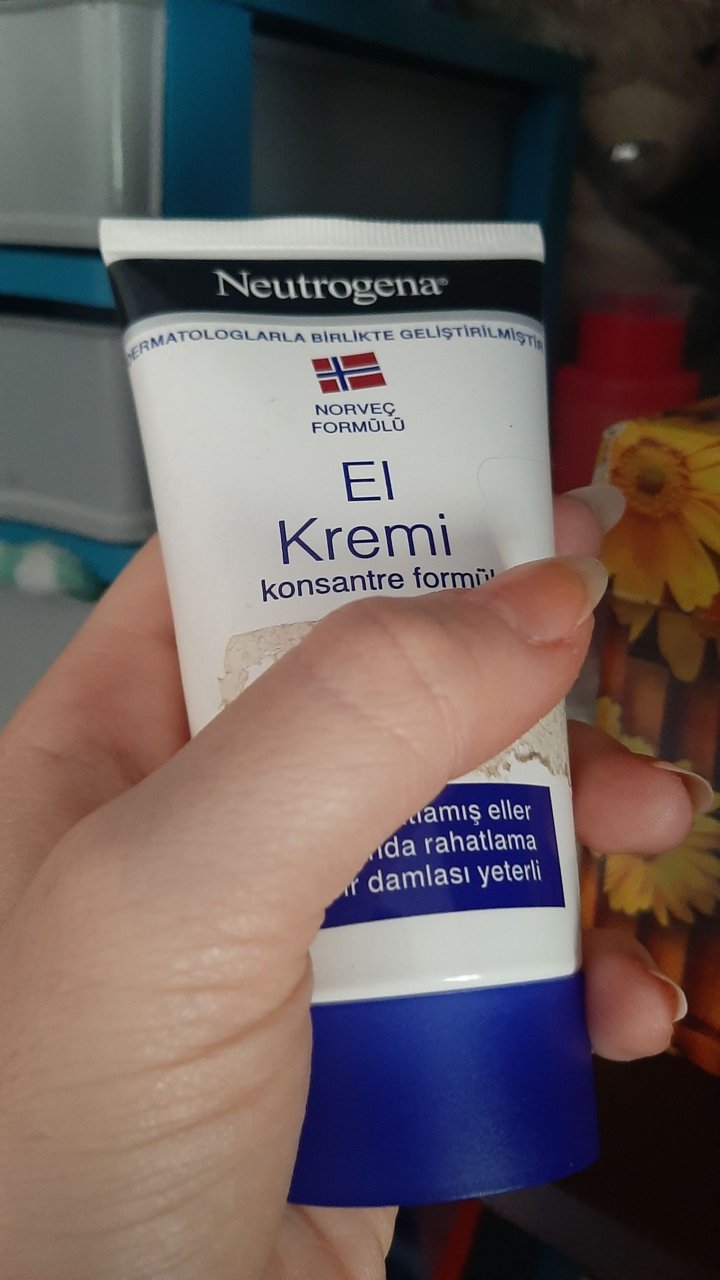 Neutrogena®
DERMATOLOGLARLA BİRLİKTE GELİŞTİRİLMİŞTİR
NORVEÇ
FORMÜLÜ
El
Kremi
konsantre formül
eller
rahatlama
damlası yeterli